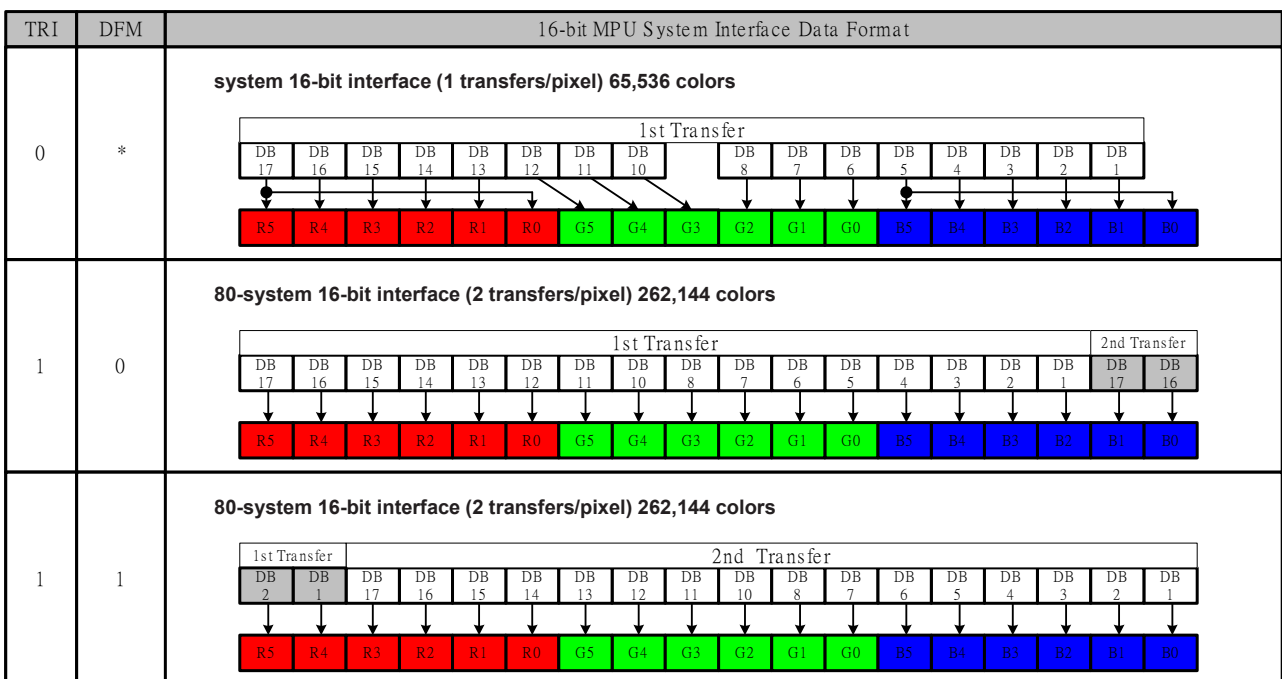 TRI DFM 16-bit MPU System Interface Data Format
system 16-bit interface (1 transfers/pixel) 65,536 colors
0 *
1st Transfer
DB DB DB DB DB DB DB DB DB DB DB DB DB DB DB DB
17 16 15 14 13 12 11 10 8 7 6 5 4 3 2 1
R5 R4 R3 R2 R1 R0 G5 G4 G3 G2 G1 G0 B5 B4 B3 B2 B1 B0
80-system 16-bit interface (2 transfers/pixel) 262,144 colors
1 0
1st Transfer 2nd Transfer
DB DB DB DB DB DB DB DB DB DB DB DB DB DB DB DB DB DB
17 16 15 14 13 12 11 10 8 7 6 5 4 3 2 1 17 16
R5 R4 R3 R2 R1 R0 G5 G4 G3 G2 G1 G0 B5 B4 B3 B2 B1 B0
80-system 16-bit interface (2 transfers/pixel) 262,144 colors
1 1
1st Transfer 2nd Transfer
DB DB DB DB DB DB DB DB DB DB DB DB DB DB DB DB DB DB
2 1 17 16 15 14 13 12 11 10 8 7 6 5 4 3 2 1
R5 R4 R3 R2 R1 R0 G5 G4 G3 G2 G1 G0 B5 B4 B3 B2 B1 B0